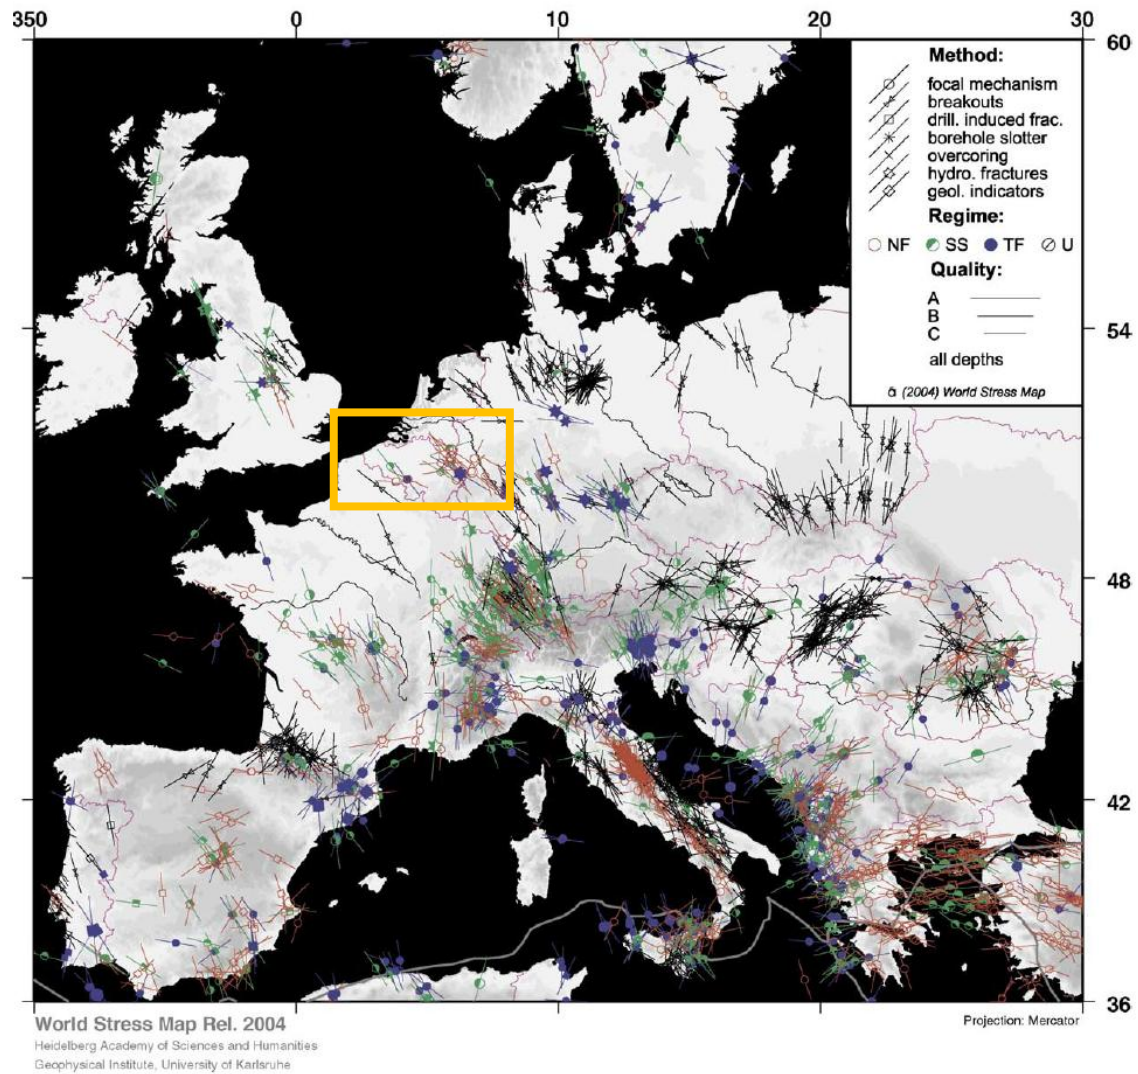 350 0 10 20 30
60
Method:
focal mechanism
breakouts
drill. induced frac.
borehole slotter
overcoring
hydro. fractures
geol. indicators
Regime:
NF SS TF U
Quality:
A
B
C
all depths
à (2004) World Stress Map
54
48
42
36
World Stress Map Rel. 2004
Projection: Mercator
Heidelberg Academy of Sciences and Humanities
Geophysical Institute, University of Karlsruhe